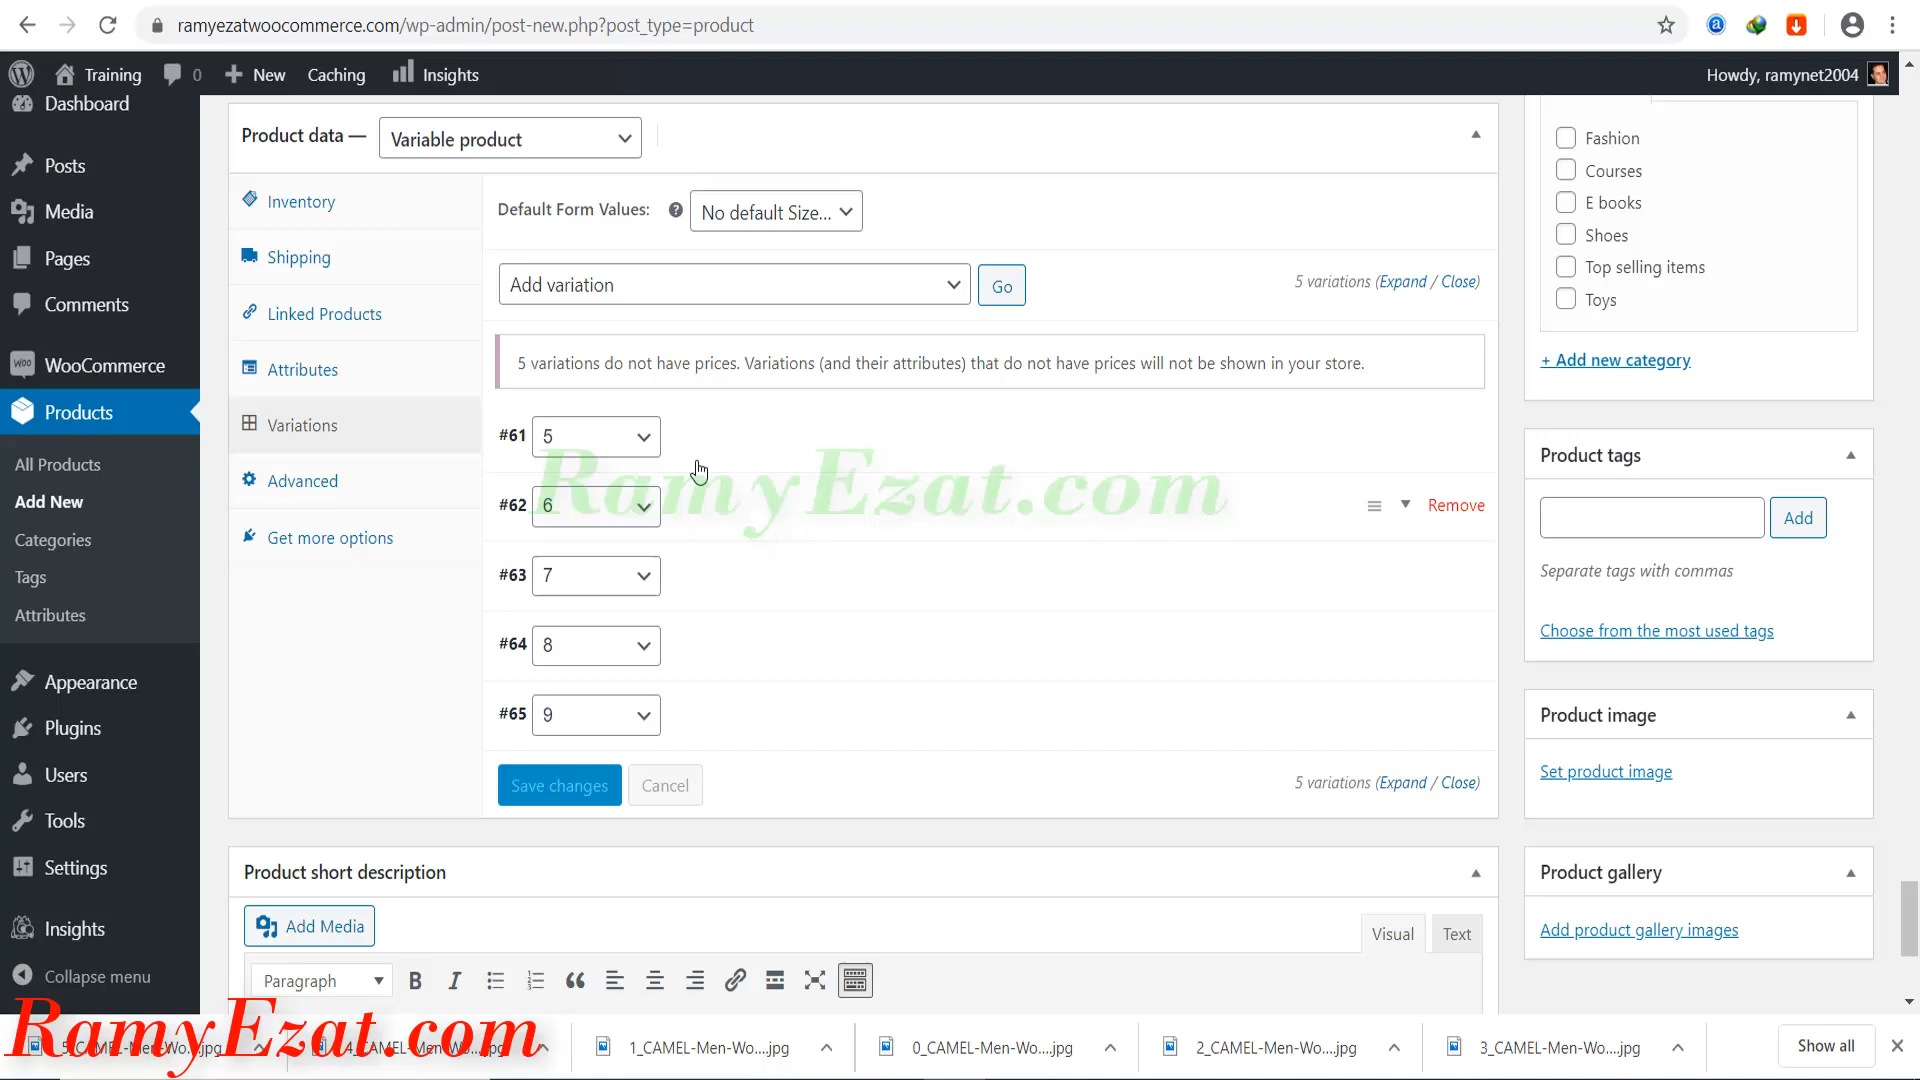 ramyezatwoocommerce.com/wp-admin/post-new.php?post_type=product
Training 0 New Caching Insights Howdy, ramynet2004
Dashboard
Posts
Media
Pages
Comments
WooCommerce
Products
All Products
Add New
Categories
Tags
Attributes
Appearance
Plugins
Users
Tools
Settings
Insights
Collapse menu
Product data — Variable product
Inventory
Shipping
Linked Products
Attributes
Variations
Advanced
Get more options
Default Form Values: No default Size...
Add variation Go 5 variations (Expand / Close)
5 variations do not have prices. Variations (and their attributes) that do not have prices will not be shown in your store.
#61 5
RamyEzat.com
#62 6 Remove
#63 7
#64 8
#65 9
Save changes Cancel 5 variations (Expand / Close)
Product short description
Add Media Visual Text
Paragraph
Fashion
Courses
E books
Shoes
Top selling items
Toys
+ Add new category
Product tags
Add
Separate tags with commas
Choose from the most used tags
Product image
Set product image
Product gallery
Add product gallery images
RamyEzat.com
5_CAMEL-Men-Wo....jpg 4_CAMEL-Men-Wo....jpg 1_CAMEL-Men-Wo....jpg 0_CAMEL-Men-Wo....jpg 2_CAMEL-Men-Wo....jpg 3_CAMEL-Men-Wo....jpg Show all